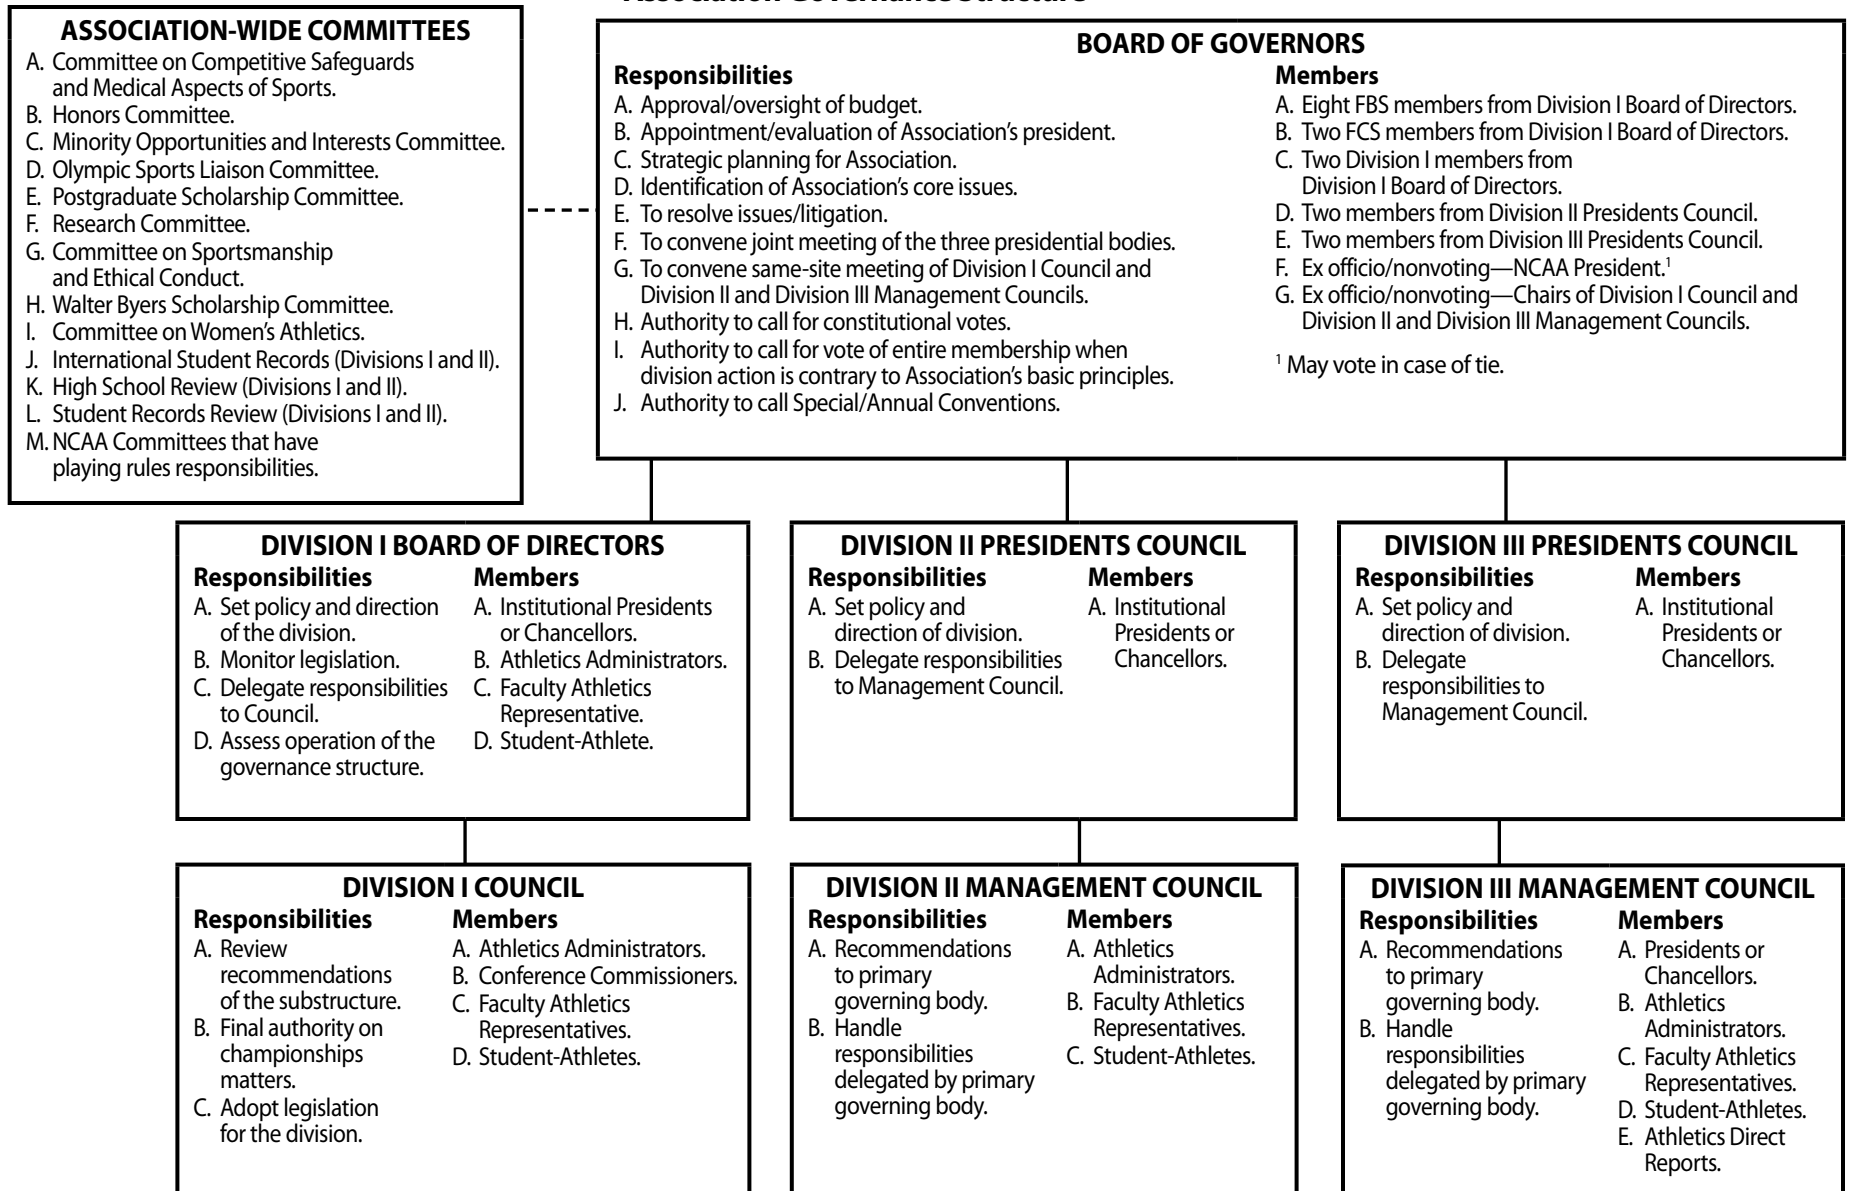 Association Governance Structure
ASSOCIATION-WIDE COMMITTEES
A. Committee on Competitive Safeguards
and Medical Aspects of Sports.
B. Honors Committee.
C. Minority Opportunities and Interests Committee.
D. Olympic Sports Liaison Committee.
E. Postgraduate Scholarship Committee.
F. Research Committee.
G. Committee on Sportsmanship
and Ethical Conduct.
H. Walter Byers Scholarship Committee.
I. Committee on Women's Athletics.
J. International Student Records (Divisions I and II).
K. High School Review (Divisions I and II).
L. Student Records Review (Divisions I and II).
M. NCAA Committees that have
playing rules responsibilities.
BOARD OF GOVERNORS
Responsibilities
A. Approval/oversight of budget.
B. Appointment/evaluation of Association's president.
C. Strategic planning for Association.
D. Identification of Association's core issues.
E. To resolve issues/litigation.
F. To convene joint meeting of the three presidential bodies.
G. To convene same-site meeting of Division I Council and
Division II and Division III Management Councils.
H. Authority to call for constitutional votes.
I. Authority to call for vote of entire membership when
division action is contrary to Association's basic principles.
J. Authority to call Special/Annual Conventions.
Members
A. Eight FBS members from Division I Board of Directors.
B. Two FCS members from Division I Board of Directors.
C. Two Division I members from
Division I Board of Directors.
D. Two members from Division II Presidents Council.
E. Two members from Division III Presidents Council.
F. Ex officio/nonvoting—NCAA President.¹
G. Ex officio/nonvoting—Chairs of Division I Council and
Division II and Division III Management Councils.
¹ May vote in case of tie.
DIVISION I BOARD OF DIRECTORS
Responsibilities
A. Set policy and direction
of the division.
B. Monitor legislation.
C. Delegate responsibilities
to Council.
D. Assess operation of the
governance structure.
Members
A. Institutional Presidents
or Chancellors.
B. Athletics Administrators.
C. Faculty Athletics
Representative.
D. Student-Athlete.
DIVISION II PRESIDENTS COUNCIL
Responsibilities
A. Set policy and
direction of division.
B. Delegate responsibilities
to Management Council.
Members
A. Institutional
Presidents or
Chancellors.
DIVISION III PRESIDENTS COUNCIL
Responsibilities
A. Set policy and
direction of division.
B. Delegate
responsibilities to
Management Council.
Members
A. Institutional
Presidents or
Chancellors.
DIVISION I COUNCIL
Responsibilities
A. Review
recommendations
of the substructure.
B. Final authority on
championships
matters.
C. Adopt legislation
for the division.
Members
A. Athletics Administrators.
B. Conference Commissioners.
C. Faculty Athletics
Representatives.
D. Student-Athletes.
DIVISION II MANAGEMENT COUNCIL
Responsibilities
A. Recommendations
to primary
governing body.
B. Handle
responsibilities
delegated by primary
governing body.
Members
A. Athletics
Administrators.
B. Faculty Athletics
Representatives.
C. Student-Athletes.
DIVISION III MANAGEMENT COUNCIL
Responsibilities
A. Recommendations
to primary
governing body.
B. Handle
responsibilities
delegated by primary
governing body.
Members
A. Presidents or
Chancellors.
B. Athletics
Administrators.
C. Faculty Athletics
Representatives.
D. Student-Athletes.
E. Athletics Direct
Reports.